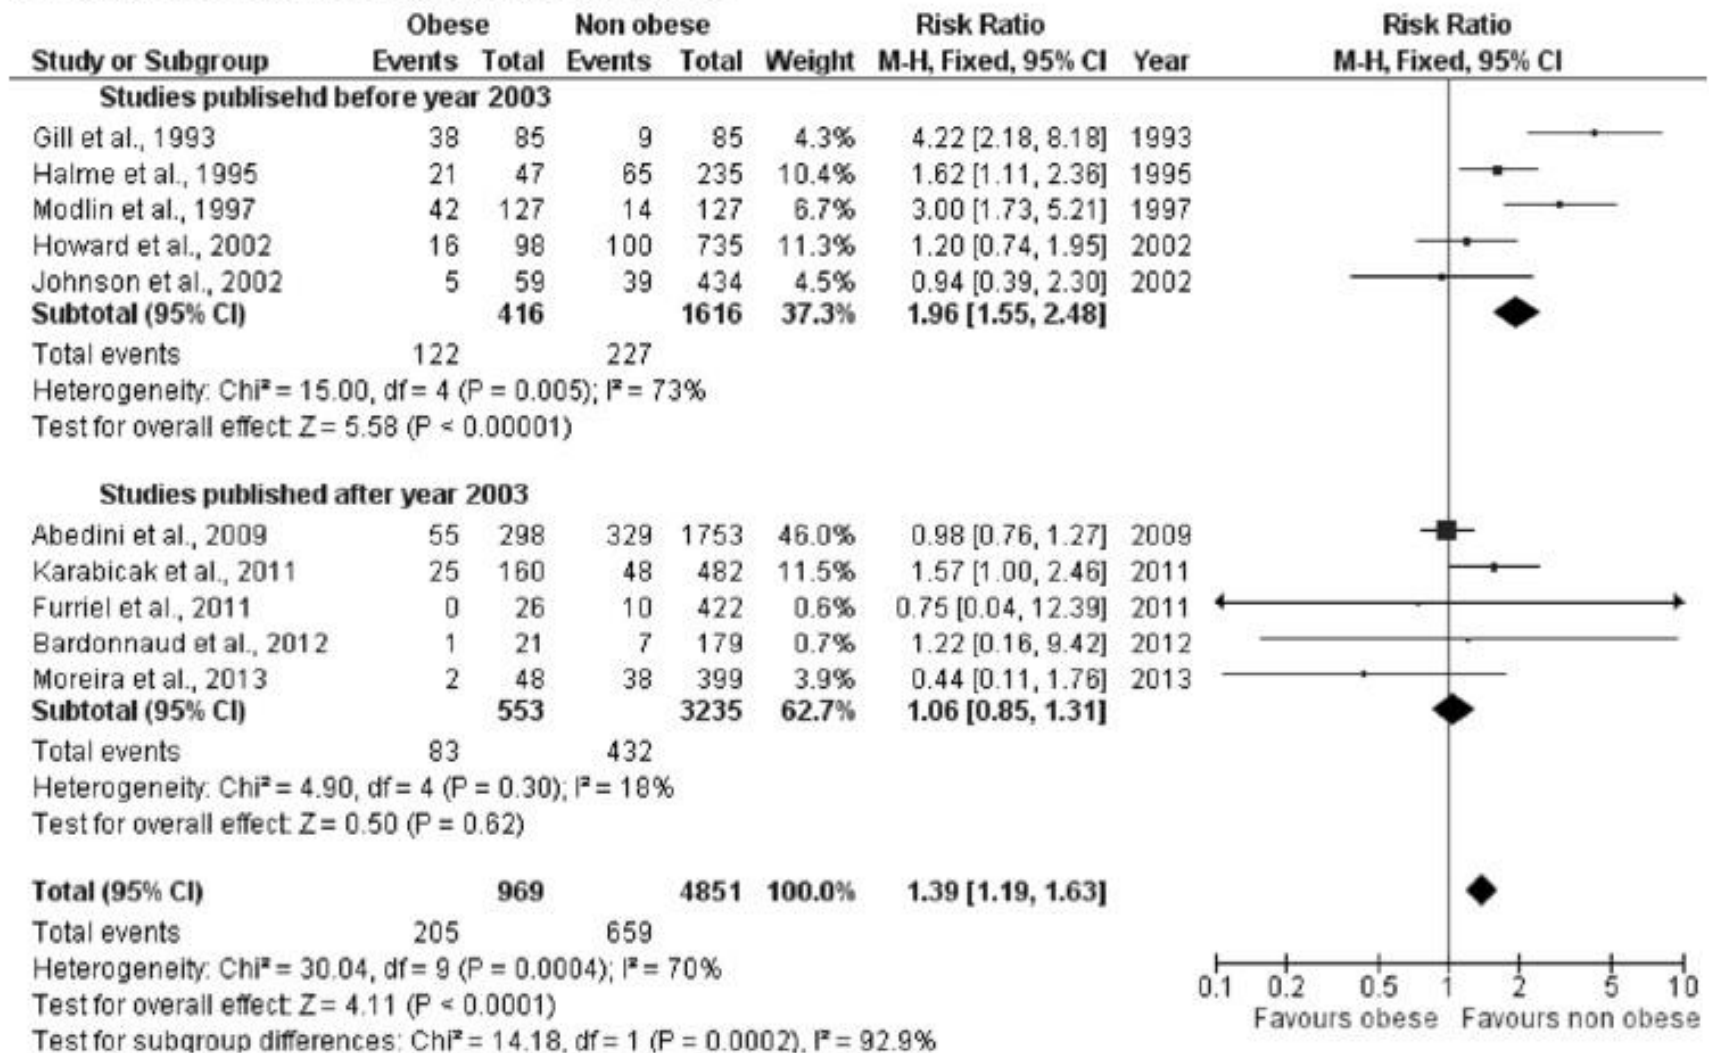 Obese Non obese Risk Ratio Risk Ratio
Study or Subgroup Events Total Events Total Weight M-H, Fixed, 95% CI Year M-H, Fixed, 95% CI
Studies publisehd before year 2003
Gill et al., 1993 38 85 9 85 4.3% 4.22 [2.18, 8.18] 1993
Halme et al., 1995 21 47 65 235 10.4% 1.62 [1.11, 2.36] 1995
Modlin et al., 1997 42 127 14 127 6.7% 3.00 [1.73, 5.21] 1997
Howard et al., 2002 16 98 100 735 11.3% 1.20 [0.74, 1.95] 2002
Johnson et al., 2002 5 59 39 434 4.5% 0.94 [0.39, 2.30] 2002
Subtotal (95% CI) 416 1616 37.3% 1.96 [1.55, 2.48]
Total events 122 227
Heterogeneity: Chi² = 15.00, df = 4 (P = 0.005); I² = 73%
Test for overall effect: Z = 5.58 (P < 0.00001)
Studies published after year 2003
Abedini et al., 2009 55 298 329 1753 46.0% 0.98 [0.76, 1.27] 2009
Karabicak et al., 2011 25 160 48 482 11.5% 1.57 [1.00, 2.46] 2011
Furriel et al., 2011 0 26 10 422 0.6% 0.75 [0.04, 12.39] 2011
Bardonnaud et al., 2012 1 21 7 179 0.7% 1.22 [0.16, 9.42] 2012
Moreira et al., 2013 2 48 38 399 3.9% 0.44 [0.11, 1.76] 2013
Subtotal (95% CI) 553 3235 62.7% 1.06 [0.85, 1.31]
Total events 83 432
Heterogeneity: Chi² = 4.90, df = 4 (P = 0.30); I² = 18%
Test for overall effect: Z = 0.50 (P = 0.62)
Total (95% CI) 969 4851 100.0% 1.39 [1.19, 1.63]
Total events 205 659
Heterogeneity: Chi² = 30.04, df = 9 (P = 0.0004); I² = 70%
Test for overall effect: Z = 4.11 (P < 0.0001)
Test for subgroup differences: Chi² = 14.18, df = 1 (P = 0.0002), I² = 92.9%
0.1 0.2 0.5 1 2 5 10
Favours obese Favours non obese